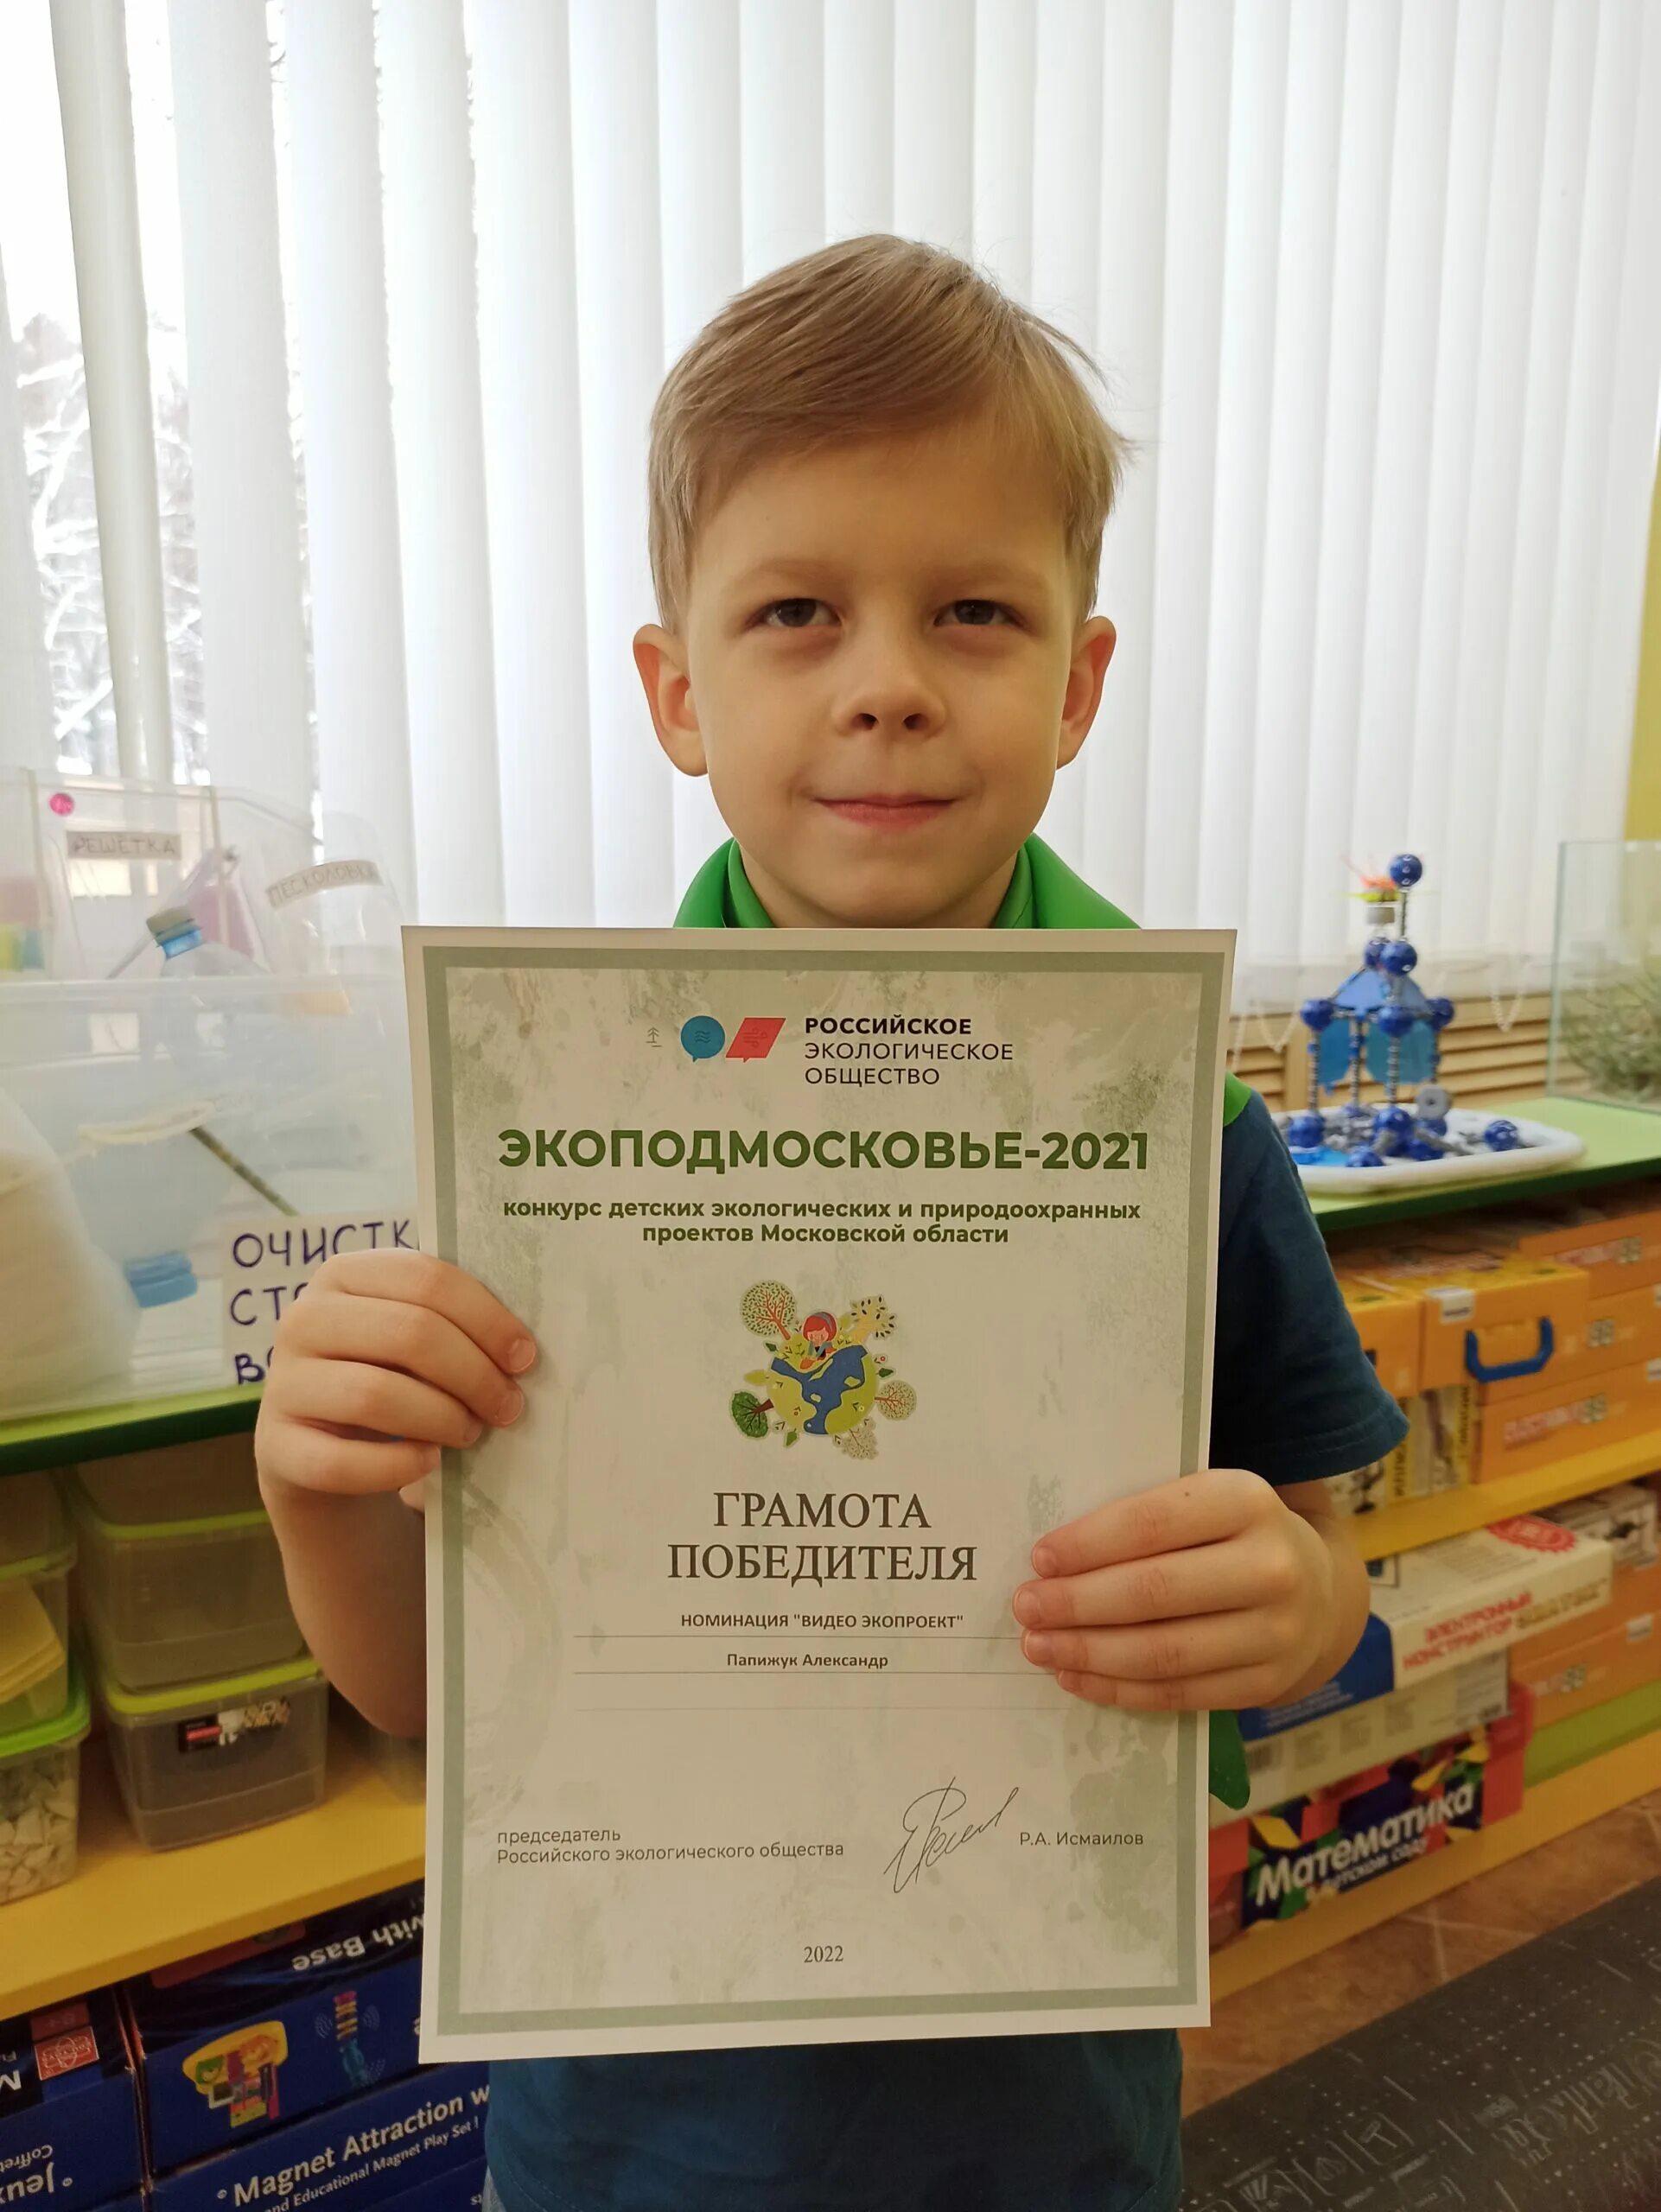 РЕШЁТКА
ПЕСКОЛОВКА
РОССИЙСКОЕ
ЭКОЛОГИЧЕСКОЕ
ОБЩЕСТВО
ЭКОПОДМОСКОВЬЕ-2021
конкурс детских экологических и природоохранных
проектов Московской области
ОЧИСТК
СТ
В
ГРАМОТА
ПОБЕДИТЕЛЯ
НОМИНАЦИЯ "ВИДЕО ЭКОПРОЕКТ"
Папижук Александр
председатель
Российского экологического общества
Р.А. Исмаилов
2022
ЭЛЕКТРОННЫЙ
КОНСТРУКТОР
Математика
в детском саду
with Base
Magnet Attraction w
nd Educational Magnet Play Set !